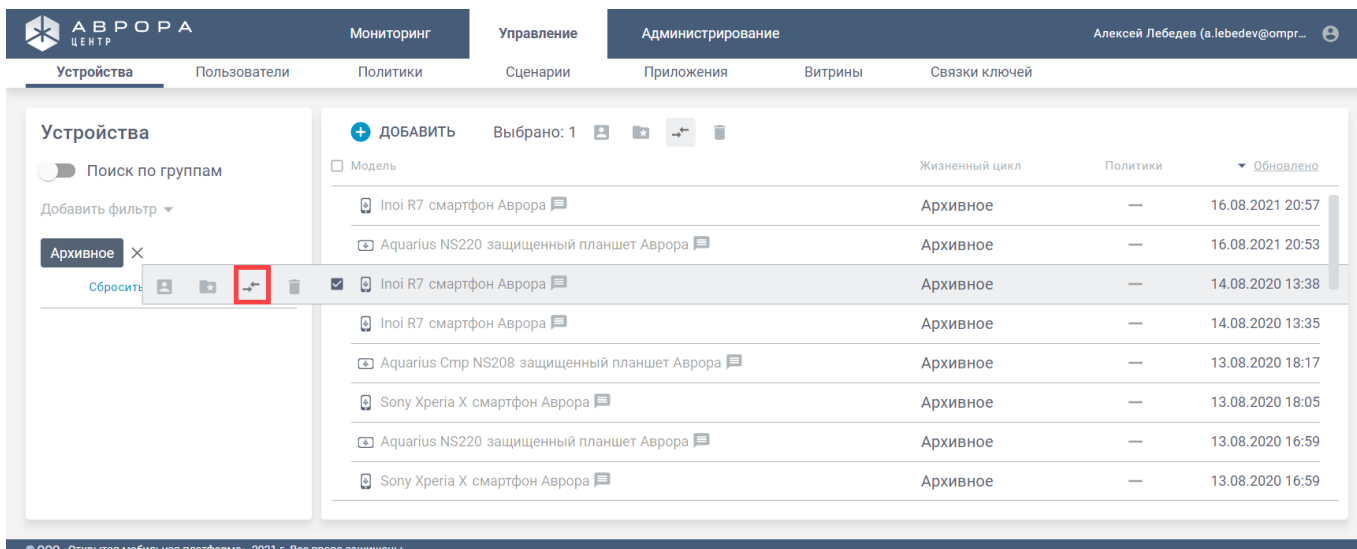 АВРОРА
ЦЕНТР
Мониторинг Управление Администрирование Алексей Лебедев (a.lebedev@ompr...
Устройства Пользователи Политики Сценарии Приложения Витрины Связки ключей
Устройства
ДОБАВИТЬ Выбрано: 1
Поиск по группам
Модель Жизненный цикл Политики Обновлено
Добавить фильтр
Inoi R7 смартфон Аврора Архивное — 16.08.2021 20:57
Архивное
Aquarius NS220 защищенный планшет Аврора Архивное — 16.08.2021 20:53
Сбросить
Inoi R7 смартфон Аврора Архивное — 14.08.2020 13:38
Inoi R7 смартфон Аврора Архивное — 14.08.2020 13:35
Aquarius Cmp NS208 защищенный планшет Аврора Архивное — 13.08.2020 18:17
Sony Xperia X смартфон Аврора Архивное — 13.08.2020 18:05
Aquarius NS220 защищенный планшет Аврора Архивное — 13.08.2020 16:59
Sony Xperia X смартфон Аврора Архивное — 13.08.2020 16:59